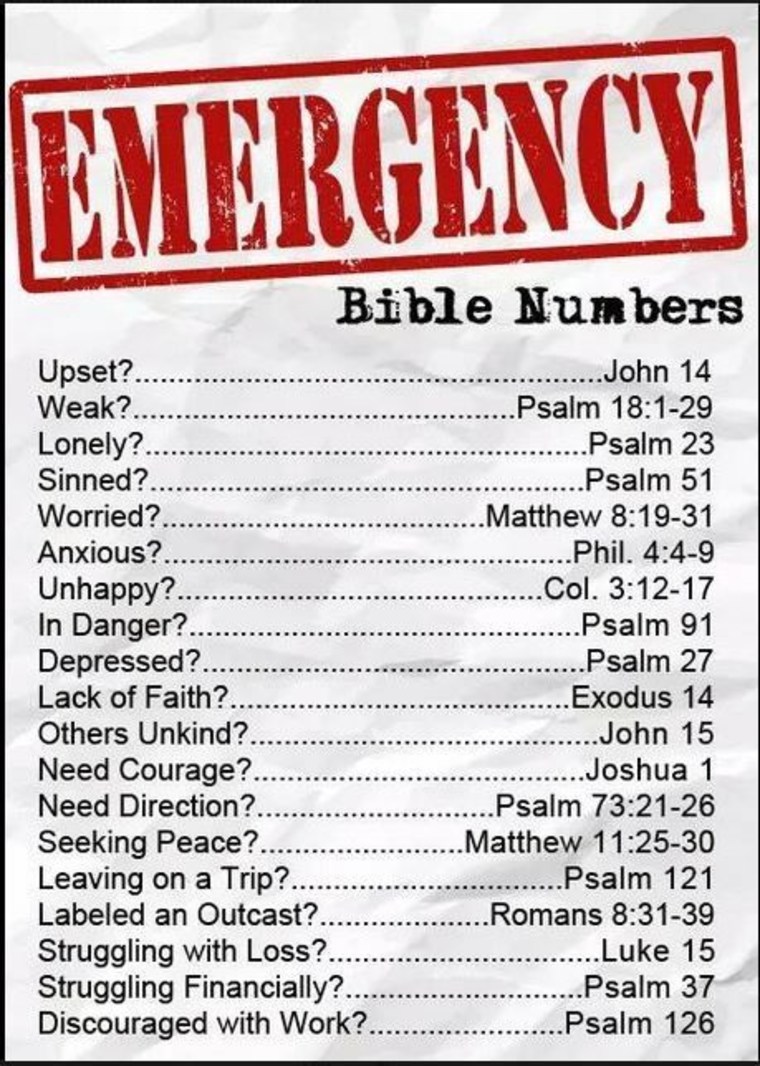 EMERGENCY
Bible Numbers
Upset?..........................................................John 14
Weak?................................................Psalm 18:1-29
Lonely?.......................................................Psalm 23
Sinned?......................................................Psalm 51
Worried?........................................Matthew 8:19-31
Anxious?...................................................Phil. 4:4-9
Unhappy?..............................................Col. 3:12-17
In Danger?.................................................Psalm 91
Depressed?................................................Psalm 27
Lack of Faith?..........................................Exodus 14
Others Unkind?...........................................John 15
Need Courage?.........................................Joshua 1
Need Direction?..............................Psalm 73:21-26
Seeking Peace?.........................Matthew 11:25-30
Leaving on a Trip?..................................Psalm 121
Labeled an Outcast?.....................Romans 8:31-39
Struggling with Loss?..................................Luke 15
Struggling Financially?..............................Psalm 37
Discouraged with Work?........................Psalm 126